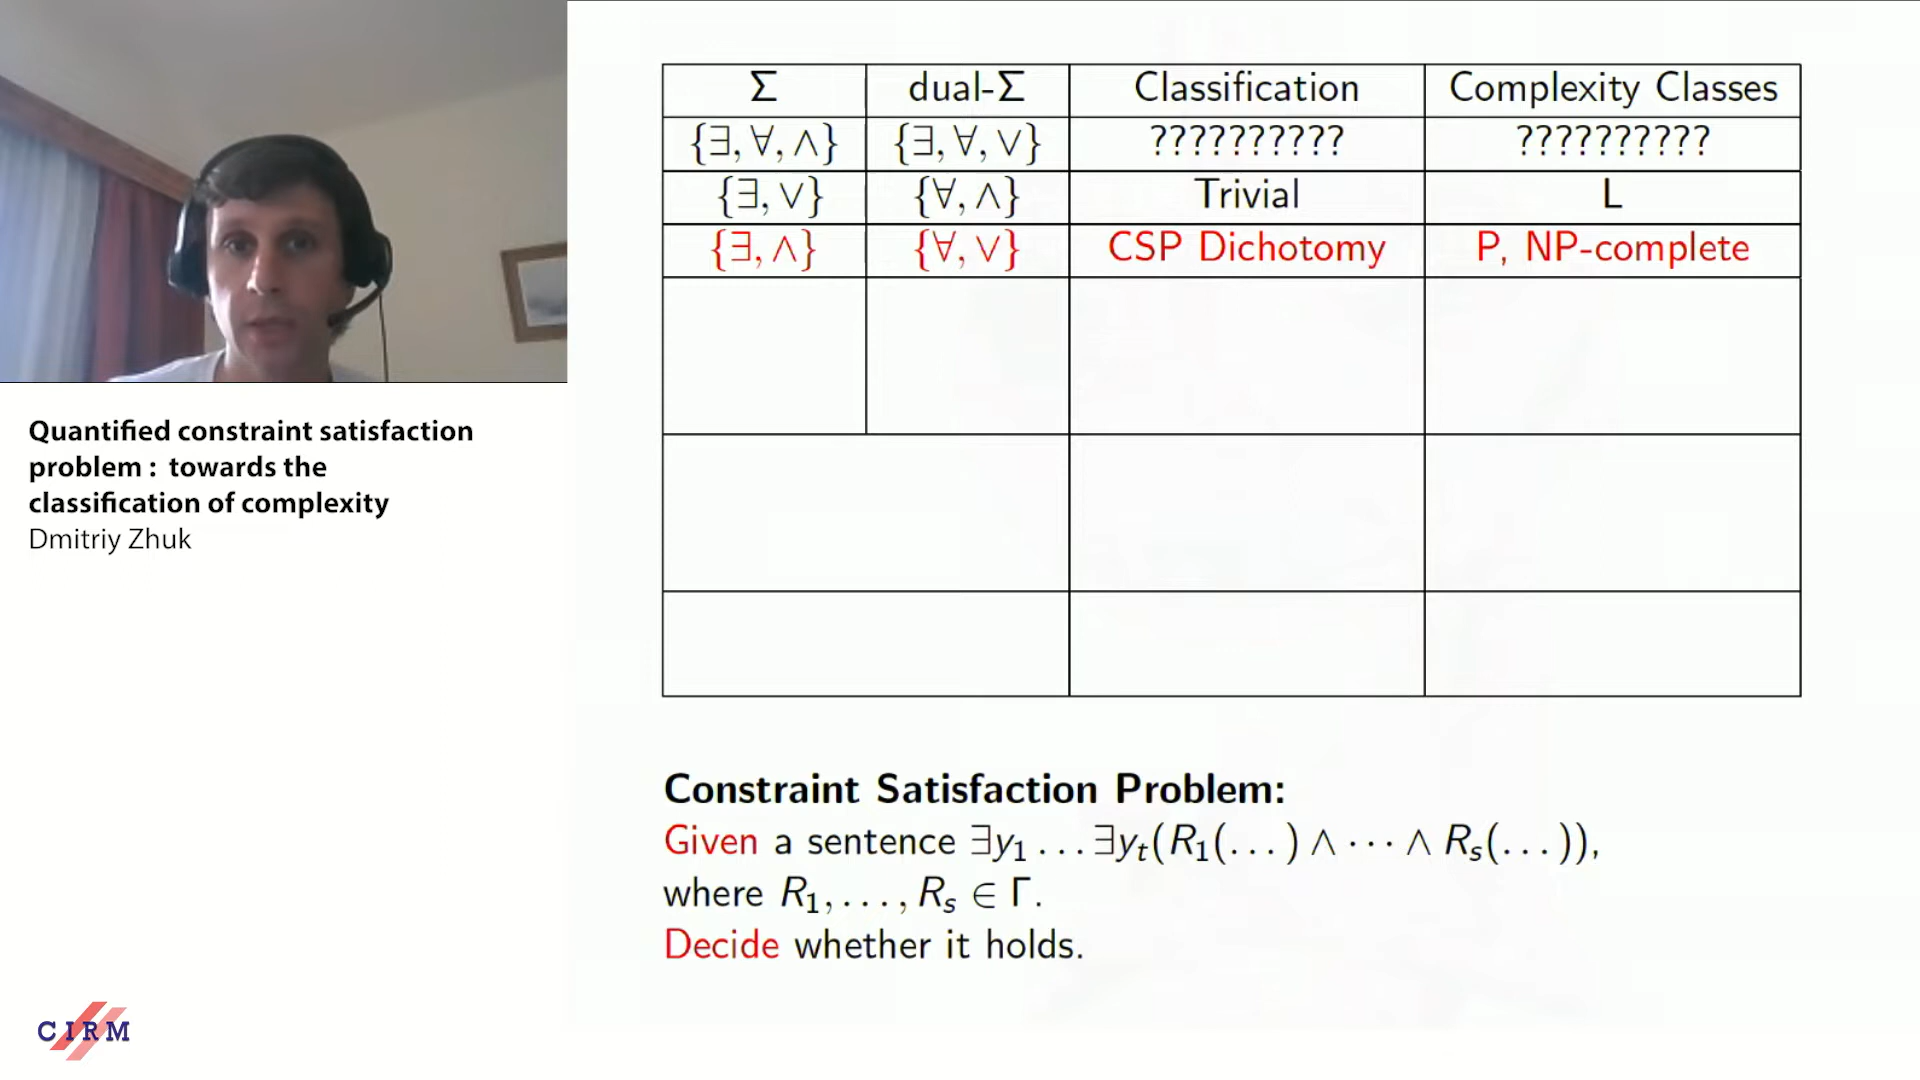 Σ dual-Σ Classification Complexity Classes
{∃, ∀, ∧} {∃, ∀, ∨} ?????????? ??????????
{∃, ∨} {∀, ∧} Trivial L
{∃, ∧} {∀, ∨} CSP Dichotomy P, NP-complete
Quantified constraint satisfaction
problem : towards the
classification of complexity
Dmitriy Zhuk
Constraint Satisfaction Problem:
Given a sentence ∃y₁ … ∃yₜ(R₁(…) ∧ ⋯ ∧ Rₛ(…)),
where R₁, …, Rₛ ∈ Γ.
Decide whether it holds.
CIRM